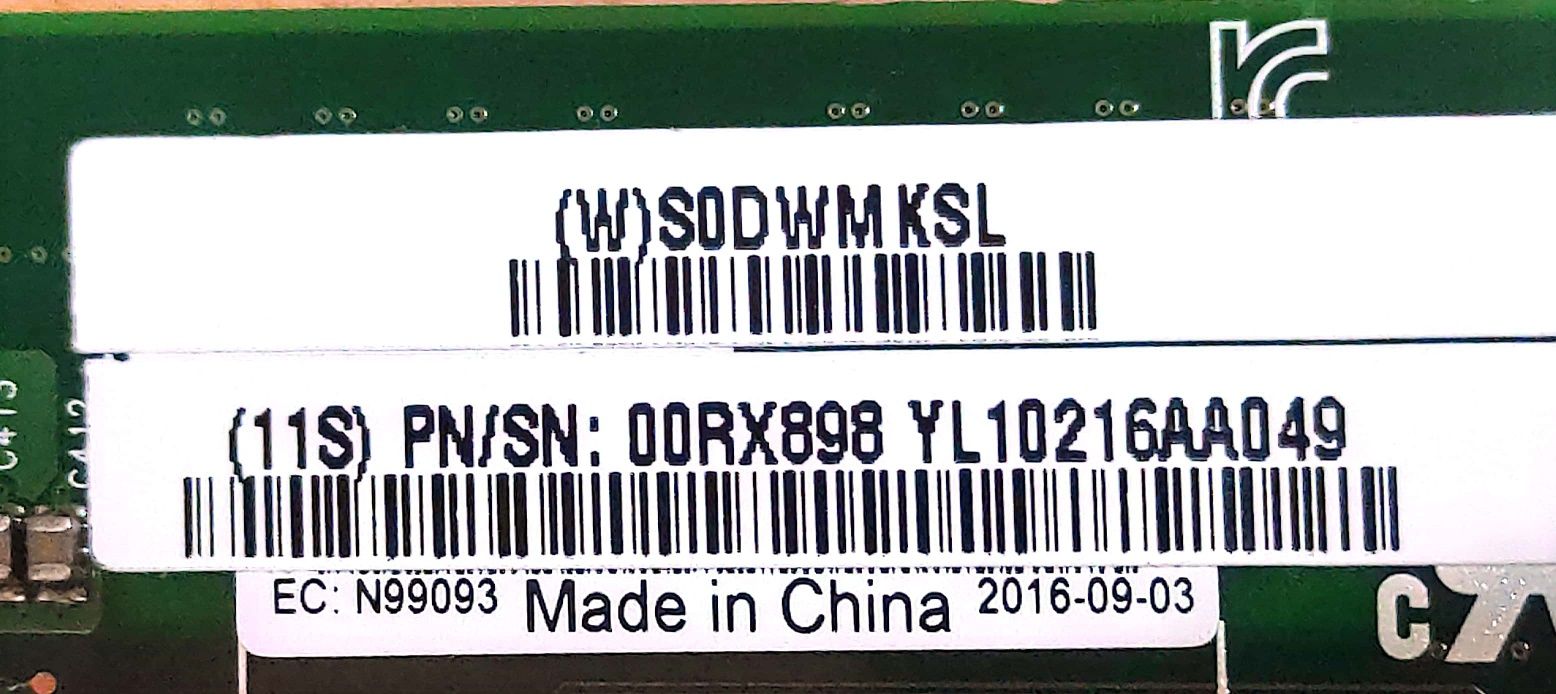 (W)S0DWMKSL
(11S) PN/SN: 00RX898 YL10216AA049
EC: N99093 Made in China 2016-09-03